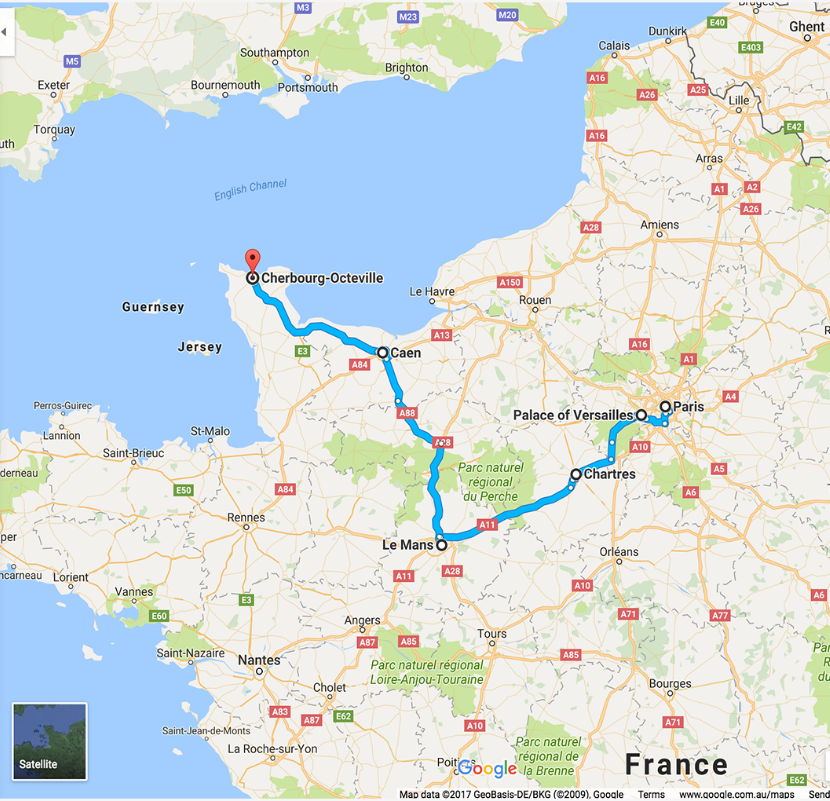 M3
M23
M20
Bruges
E40
Ghent
Dunkirk
Calais
E403
Southampton
M5
Brighton
A16
Exeter
Bournemouth
Portsmouth
A26
A25
Lille
Torquay
E42
A16
Arras
English Channel
A1
A2
A26
A28
Amiens
Cherbourg-Octeville
A150
Le Havre
Rouen
Guernsey
A13
A16
Jersey
E3
Caen
A84
A1
A4
Perros-Guirec
Palace of Versailles
Paris
A88
Lannion
St-Malo
A28
A10
Saint-Brieuc
Parc naturel
régional
du Perche
A5
Chartres
E50
A84
A6
Rennes
A11
Le Mans
Orléans
A28
A11
Lorient
Vannes
A10
E3
E60
A71
A77
A6
Angers
Tours
A87
A85
Saint-Nazaire
A85
Nantes
Parc naturel régional
Loire-Anjou-Touraine
Bourges
Cholet
A83
A87
E62
A10
A71
Saint-Jean-de-Monts
La Roche-sur-Yon
Parc naturel
régional de
la Brenne
Google
France
Satellite
E62
Map data ©2017 GeoBasis-DE/BKG (©2009), Google Terms www.google.com.au/maps Send